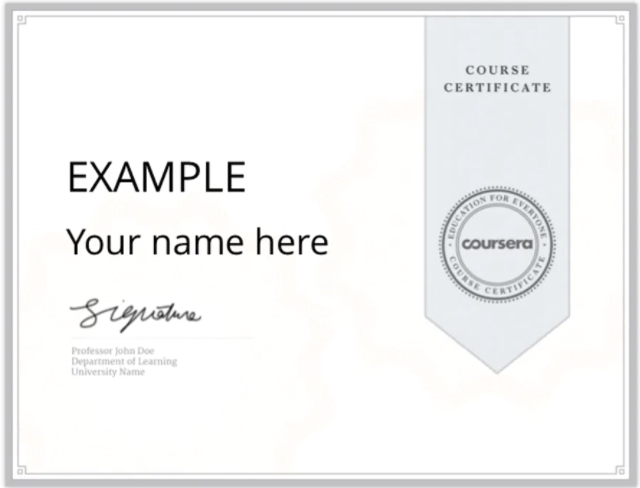 COURSE
CERTIFICATE
EXAMPLE
Your name here
EDUCATION FOR EVERYONE
coursera
COURSE CERTIFICATE
Signature
Professor John Doe
Department of Learning
University Name